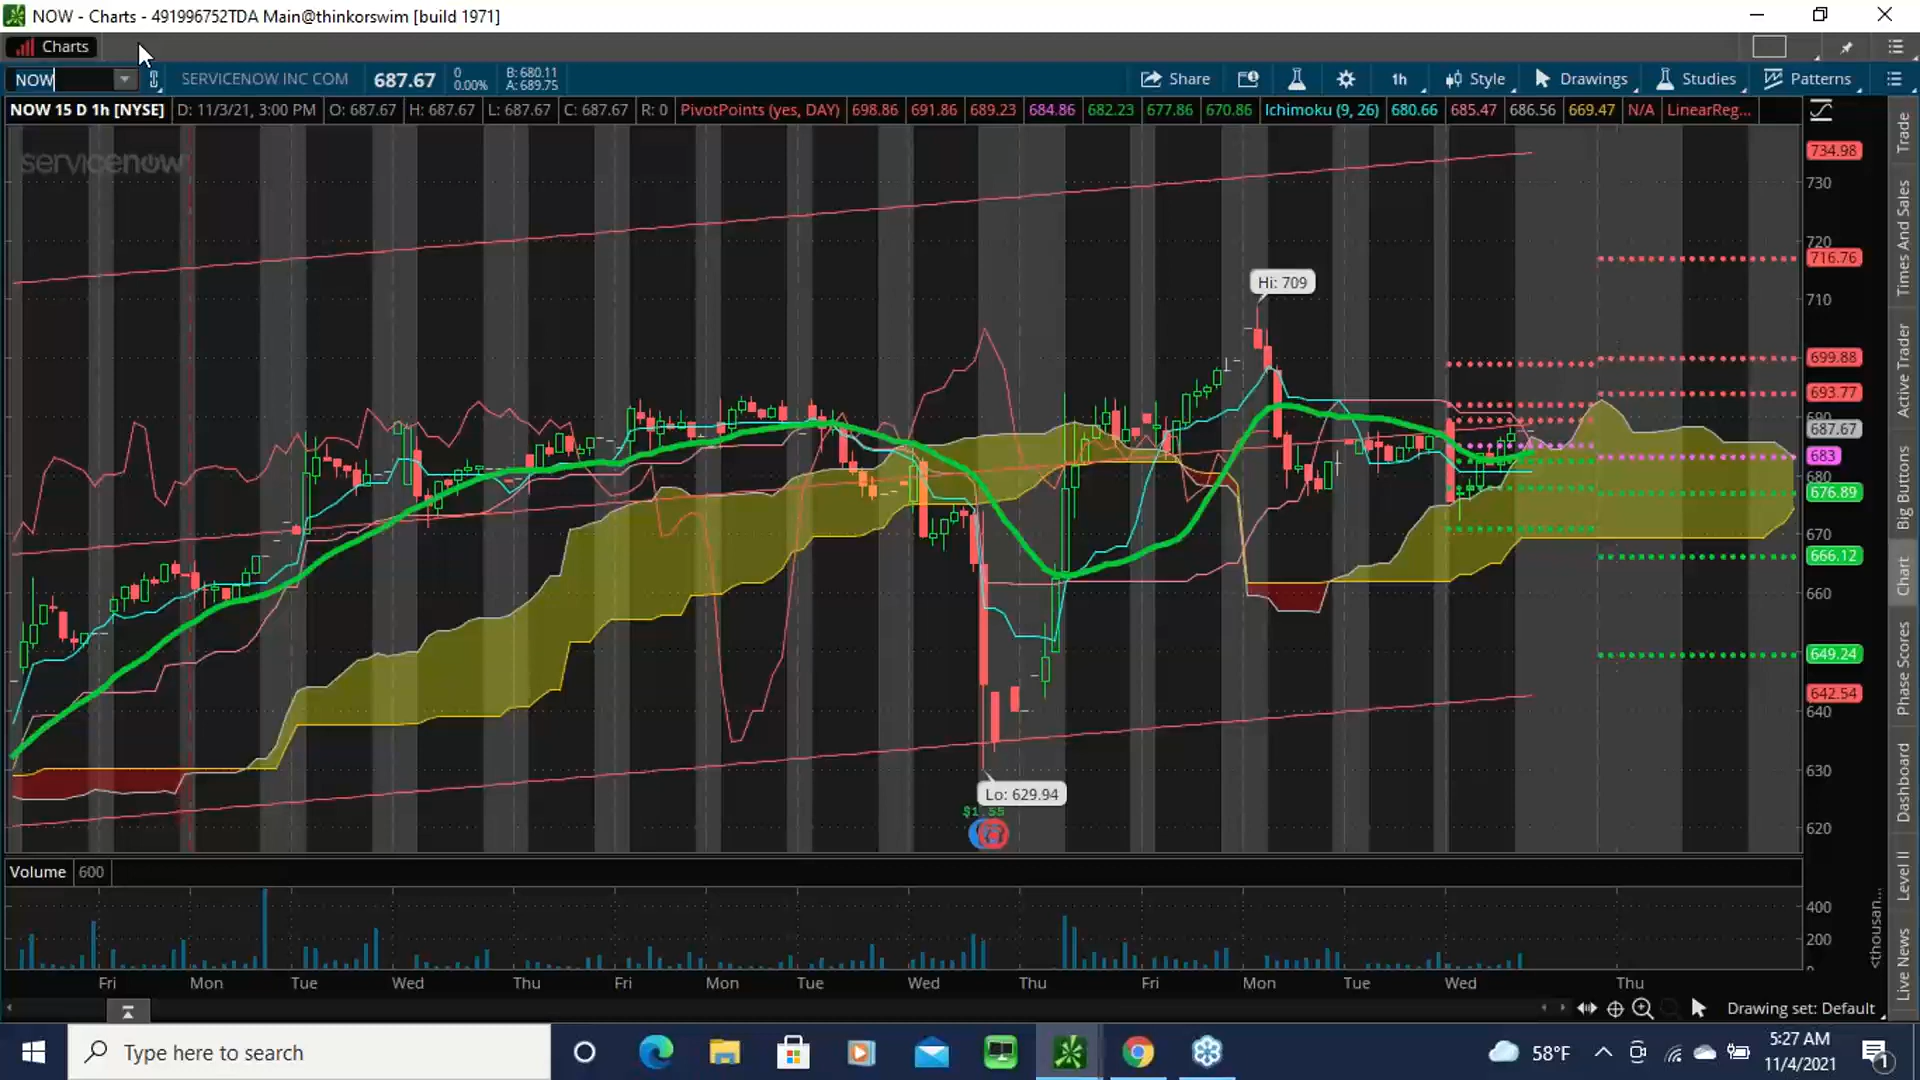 NOW - Charts - 491996752TDA Main@thinkorswim [build 1971]
Charts
NOW SERVICENOW INC COM 687.67 0 0.00% B: 680.11 A: 689.75 Share 1h Style Drawings Studies Patterns
NOW 15 D 1h [NYSE] D: 11/3/21, 3:00 PM O: 687.67 H: 687.67 L: 687.67 C: 687.67 R: 0 PivotPoints (yes, DAY) 698.86 691.86 689.23 684.86 682.23 677.86 670.86 Ichimoku (9, 26) 680.66 685.47 686.56 669.47 N/A LinearReg...
servicenow
734.98
730
720
716.76
710
699.88
693.77
690
687.67
683
680
676.89
670
666.12
660
649.24
642.54
640
630
620
Hi: 709
Lo: 629.94
$1.55
Volume 600
400
200
0
<thousan...
Fri Mon Tue Wed Thu Fri Mon Tue Wed Thu Fri Mon Tue Wed Thu
Drawing set: Default
Trade
Times And Sales
Active Trader
Big Buttons
Chart
Phase Scores
Dashboard
Level II
Live News
Type here to search
58°F
5:27 AM
11/4/2021
1